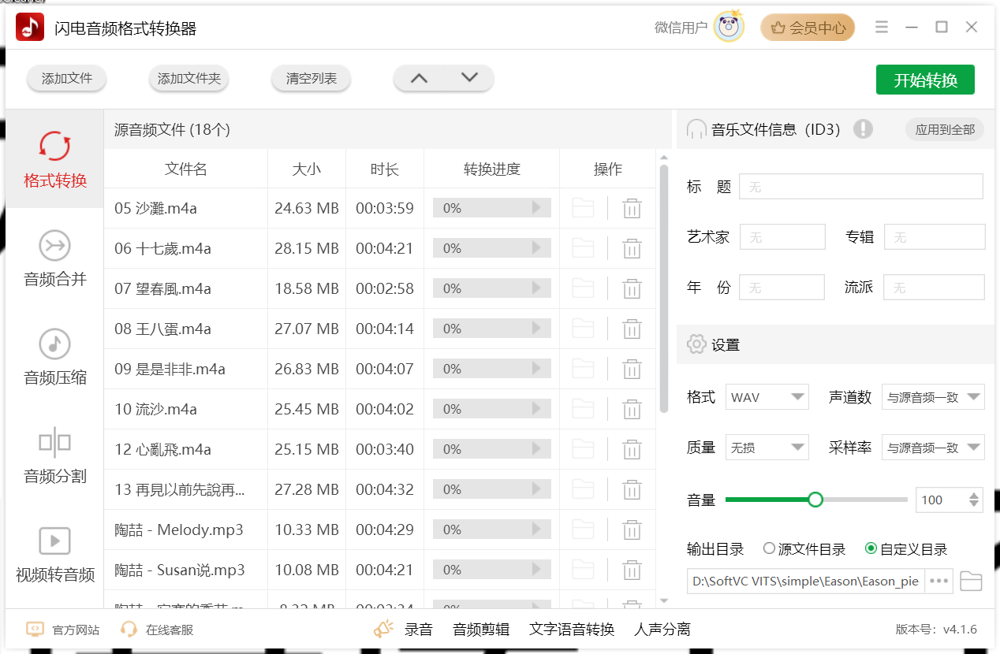 闪电音频格式转换器 微信用户 会员中心
添加文件 添加文件夹 清空列表 开始转换
格式转换
音频合并
音频压缩
音频分割
视频转音频
源音频文件 (18个)
文件名 大小 时长 转换进度 操作
05 沙灘.m4a 24.63 MB 00:03:59 0%
06 十七歲.m4a 28.15 MB 00:04:21 0%
07 望春風.m4a 18.58 MB 00:02:58 0%
08 王八蛋.m4a 27.07 MB 00:04:14 0%
09 是是非非.m4a 26.83 MB 00:04:07 0%
10 流沙.m4a 25.45 MB 00:04:02 0%
12 心亂飛.m4a 25.15 MB 00:03:40 0%
13 再見以前先說再... 27.28 MB 00:04:32 0%
陶喆 - Melody.mp3 10.33 MB 00:04:29 0%
陶喆 - Susan说.mp3 10.08 MB 00:04:21 0%
音乐文件信息（ID3） 应用到全部
标 题 无
艺术家 无 专辑 无
年 份 无 流派 无
设置
格式 WAV 声道数 与源音频一致
质量 无损 采样率 与源音频一致
音量 100
输出目录 源文件目录 自定义目录
D:\SoftVC VITS\simple\Eason\Eason_pie
官方网站 在线客服 录音 音频剪辑 文字语音转换 人声分离 版本号：v4.1.6